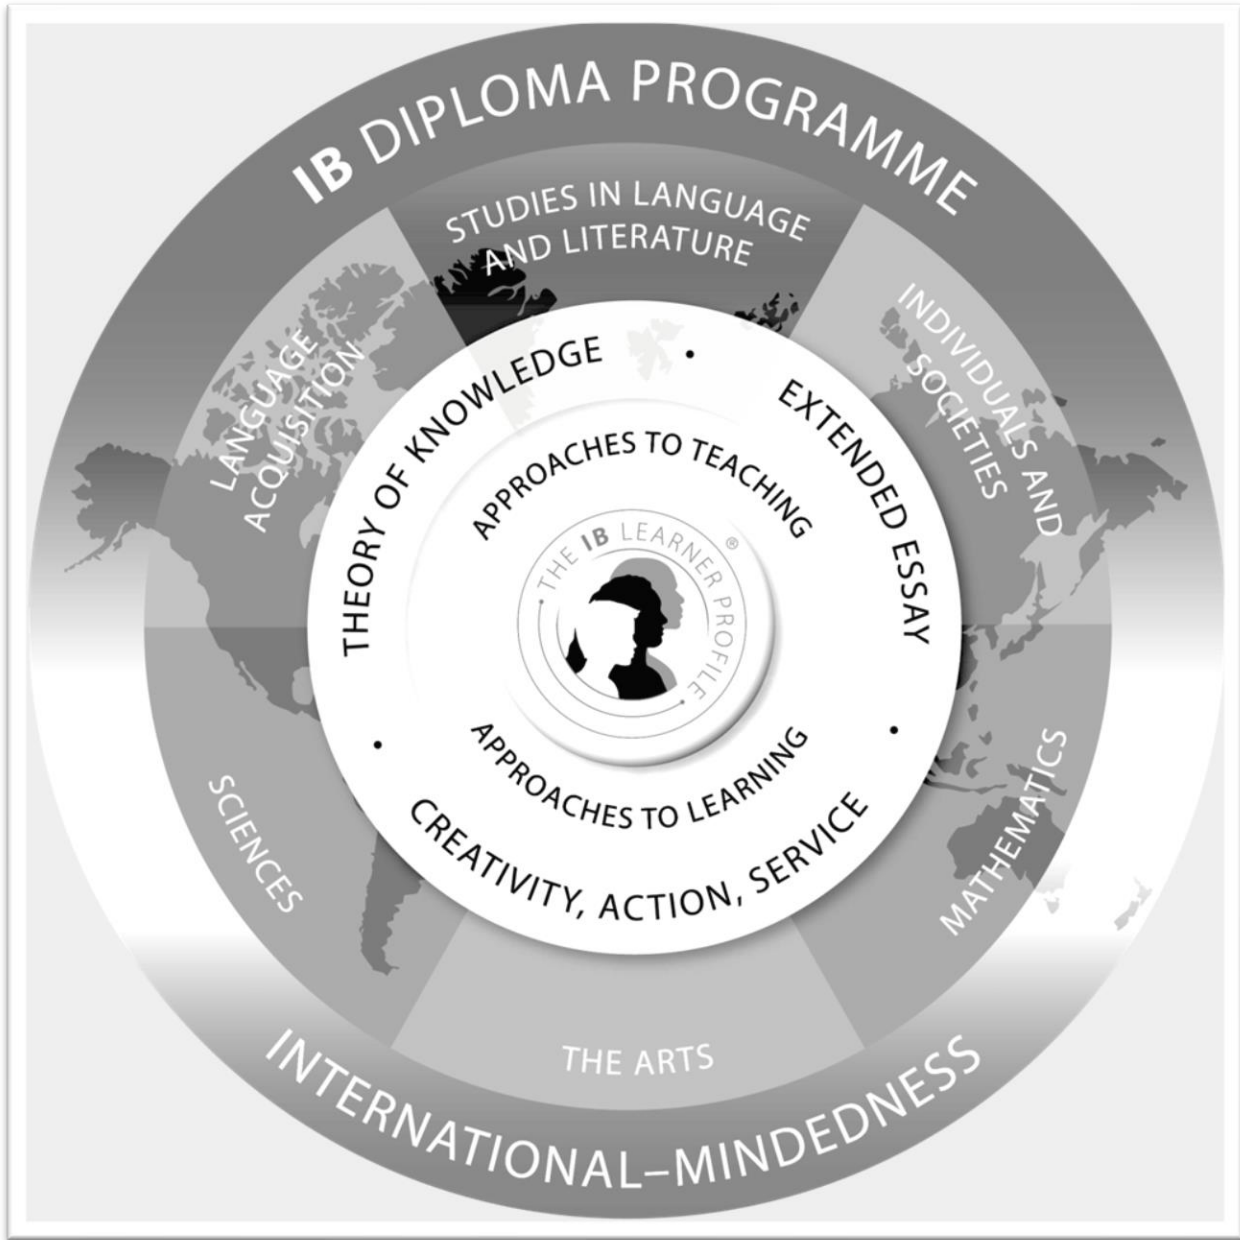 IB DIPLOMA PROGRAMME
STUDIES IN LANGUAGE
AND LITERATURE
LANGUAGE
ACQUISITION
INDIVIDUALS AND
SOCIETIES
THEORY OF KNOWLEDGE
EXTENDED ESSAY
APPROACHES TO TEACHING
THE IB LEARNER PROFILE ®
APPROACHES TO LEARNING
CREATIVITY, ACTION, SERVICE
SCIENCES
MATHEMATICS
THE ARTS
INTERNATIONAL–MINDEDNESS